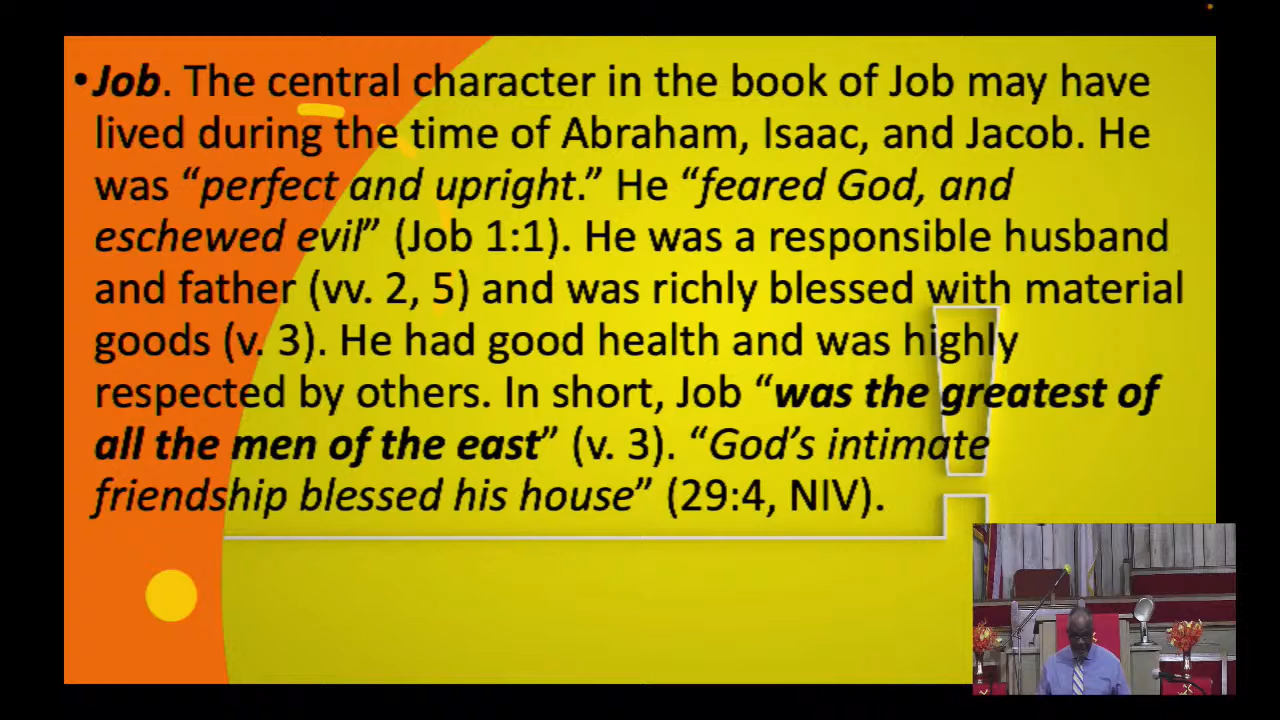 • Job. The central character in the book of Job may have
lived during the time of Abraham, Isaac, and Jacob. He
was “perfect and upright.” He “feared God, and
eschewed evil” (Job 1:1). He was a responsible husband
and father (vv. 2, 5) and was richly blessed with material
goods (v. 3). He had good health and was highly
respected by others. In short, Job “was the greatest of
all the men of the east” (v. 3). “God’s intimate
friendship blessed his house” (29:4, NIV).